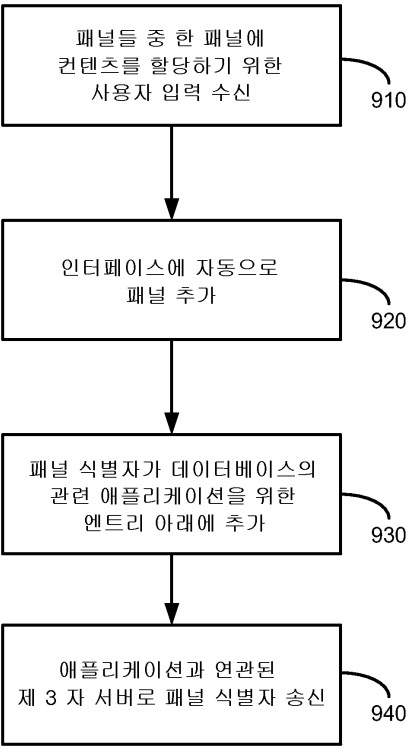 패널들 중 한 패널에
컨텐츠를 할당하기 위한
사용자 입력 수신
910
인터페이스에 자동으로
패널 추가
920
패널 식별자가 데이터베이스의
관련 애플리케이션을 위한
엔트리 아래에 추가
930
애플리케이션과 연관된
제 3 자 서버로 패널 식별자 송신
940